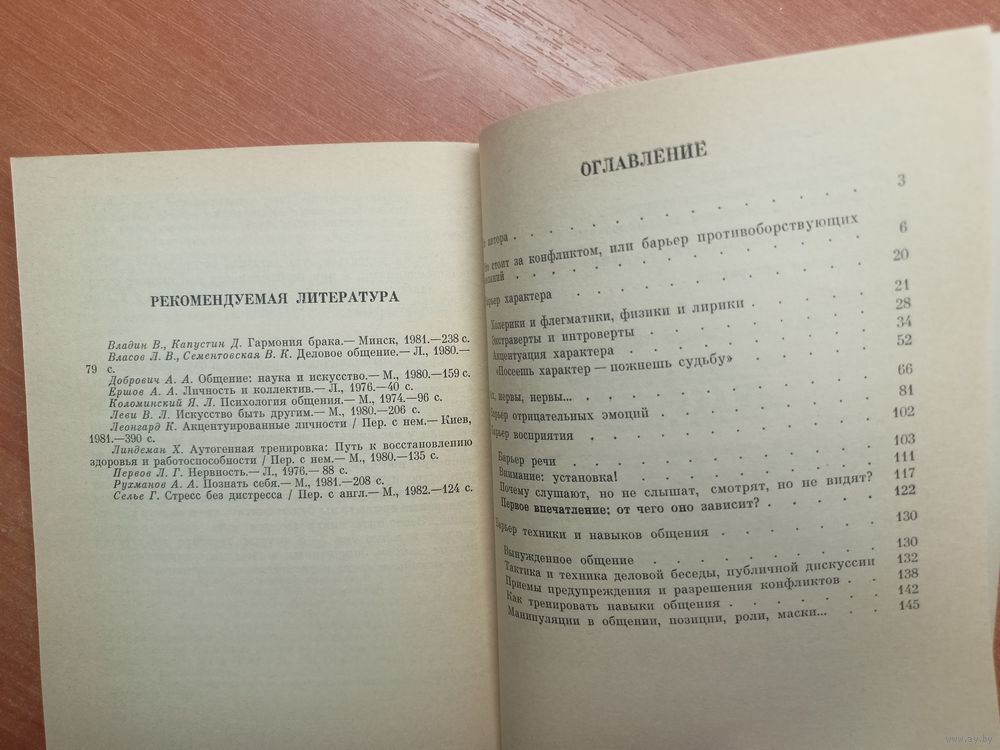 РЕКОМЕНДУЕМАЯ ЛИТЕРАТУРА
Владин В., Капустин Д. Гармония брака.— Минск, 1981.—238 с.
Власов Л. В., Сементовская В. К. Деловое общение.— Л., 1980.—
79 с.
Добрович А. А. Общение: наука и искусство.— М., 1980.—159 с.
Ершов А. А. Личность и коллектив.— Л., 1976.—40 с.
Коломинский Я. Л. Психология общения.— М., 1974.—96 с.
Леви В. Л. Искусство быть другим.— М., 1980.—206 с.
Леонгард К. Акцентуированные личности / Пер. с нем.— Киев,
1981.—390 с.
Линдеман Х. Аутогенная тренировка: Путь к восстановлению
здоровья и работоспособности / Пер. с нем.— М., 1980.—135 с.
Первов Л. Г. Нервность.— Л., 1976.— 88 с.
Рухманов А. А. Познать себя.— М., 1981.—208 с.
Селье Г. Стресс без дистресса / Пер. с англ.— М., 1982.—124 с.
ОГЛАВЛЕНИЕ
автора . . . . . . . . . . 3
стоит за конфликтом, или барьер противоборствующих
. . . . . . . . . . 6
барьер характера . . . . . . . . . 20
Холерики и флегматики, физики и лирики . . . 21
Экстраверты и интроверты . . . . . . 28
Акцентуация характера . . . . . . 34
«Посеешь характер — пожнешь судьбу» . . . . 52
нервы, нервы... . . . . . . . . . 66
Барьер отрицательных эмоций . . . . . . 81
Барьер восприятия . . . . . . . . 102
Барьер речи . . . . . . . . 103
Внимание: установка! . . . . . . . 111
Почему слушают, но не слышат, смотрят, но не видят? 117
Первое впечатление: от чего оно зависит? . . . . 122
Барьер техники и навыков общения . . . . . 130
Вынужденное общение . . . . . . . 130
Тактика и техника деловой беседы, публичной дискуссии 132
Приемы предупреждения и разрешения конфликтов . . 138
Как тренировать навыки общения . . . . . 142
Манипуляции в общении, позиции, роли, маски... . . 145
www.ay.by